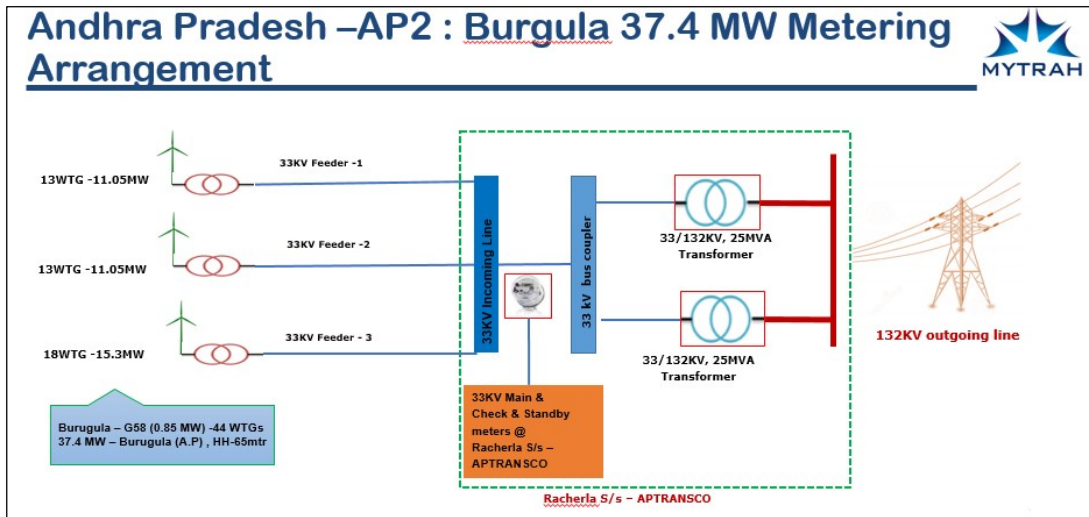 Andhra Pradesh –AP2 : Burgula 37.4 MW Metering
Arrangement
MYTRAH
13WTG -11.05MW
33KV Feeder -1
13WTG -11.05MW
33KV Feeder -2
18WTG -15.3MW
33KV Feeder - 3
33KV Incoming Line
33 kV  bus coupler
33/132KV, 25MVA
Transformer
33/132KV, 25MVA
Transformer
132KV outgoing line
Burugula – G58 (0.85 MW) -44 WTGs
37.4 MW – Burugula (A.P) , HH-65mtr
33KV Main &
Check & Standby
meters @
Racherla S/s –
APTRANSCO
Racherla S/s – APTRANSCO